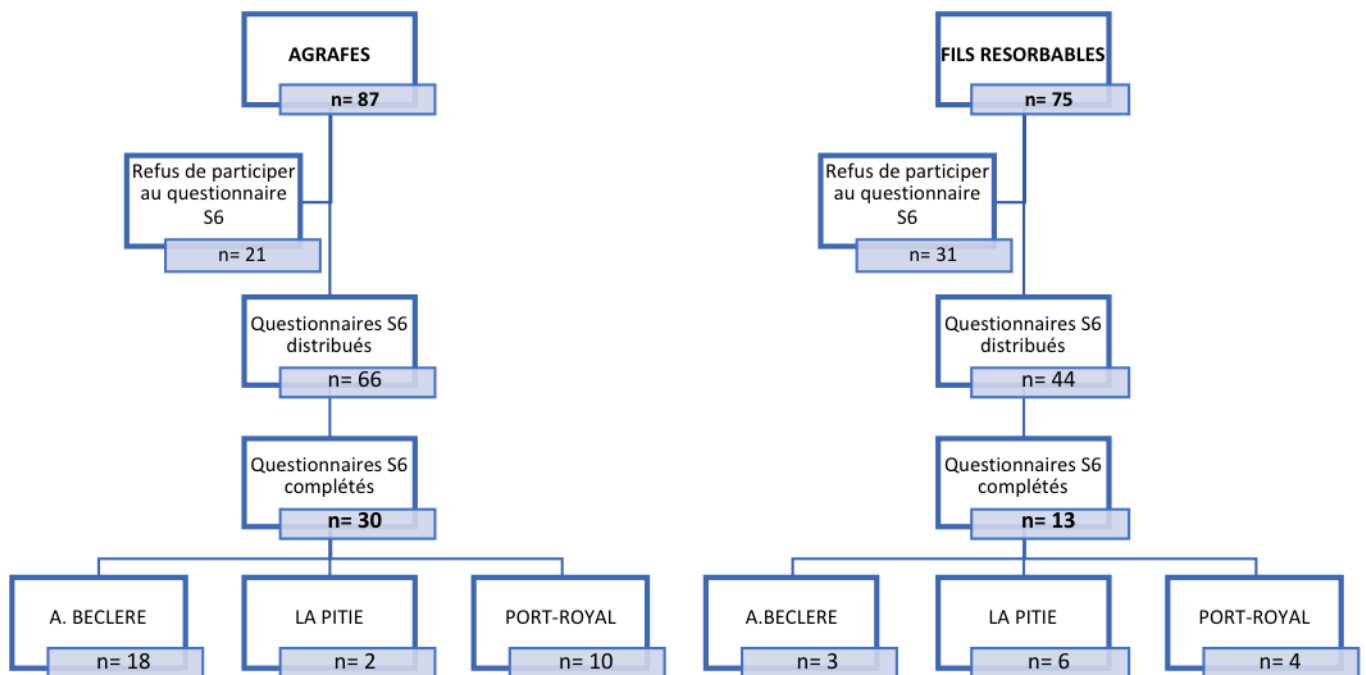 AGRAFES
n= 87
Refus de participer
au questionnaire
S6
n= 21
Questionnaires S6
distribués
n= 66
Questionnaires S6
complétés
n= 30
A. BECLERE
n= 18
LA PITIE
n= 2
PORT-ROYAL
n= 10
FILS RESORBABLES
n= 75
Refus de participer
au questionnaire
S6
n= 31
Questionnaires S6
distribués
n= 44
Questionnaires S6
complétés
n= 13
A.BECLERE
n= 3
LA PITIE
n= 6
PORT-ROYAL
n= 4